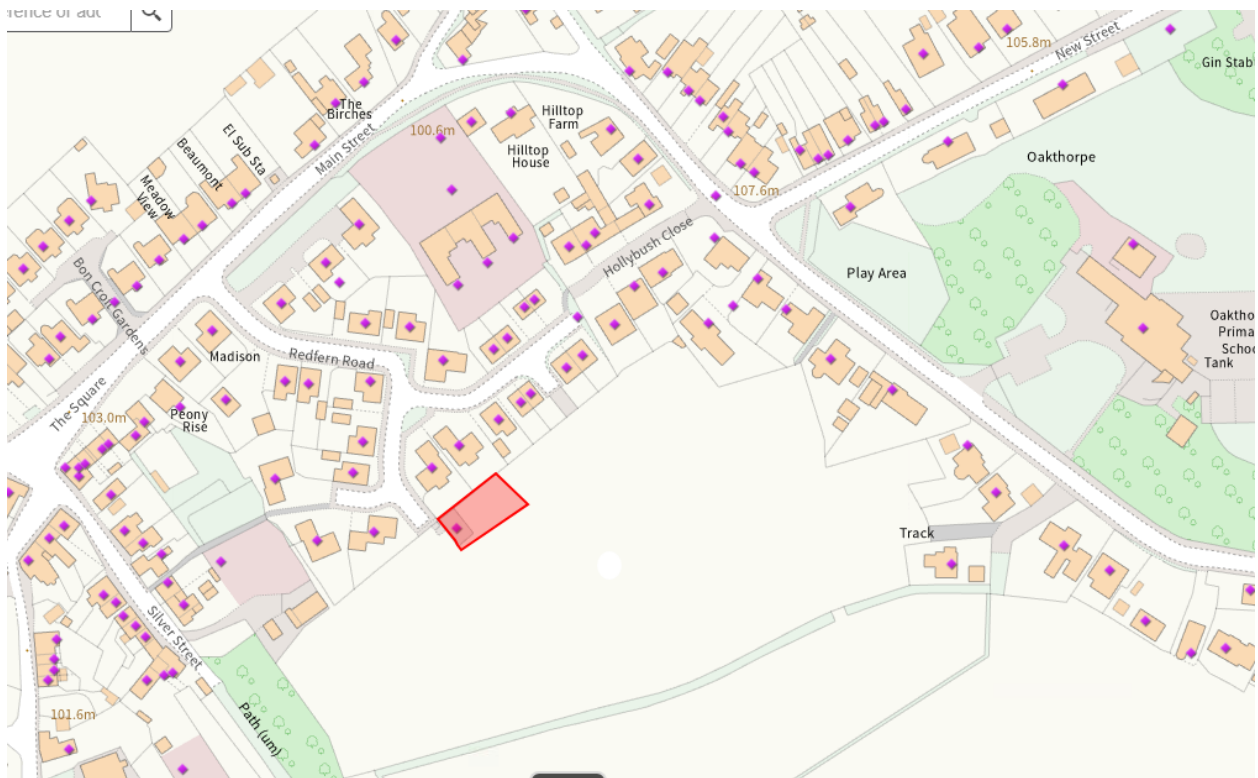 105.8m
New Street
The
Birches
100.6m
Hilltop
Farm
Hilltop
House
Main Street
El Sub Sta
Beaumont
Meadow
View
Oakthorpe
107.6m
Hollybush Close
Play Area
Bon Croft Gardens
Madison
Redfern Road
Tank
The Square
103.0m
Peony
Rise
Track
Silver Street
Path (um)
101.6m